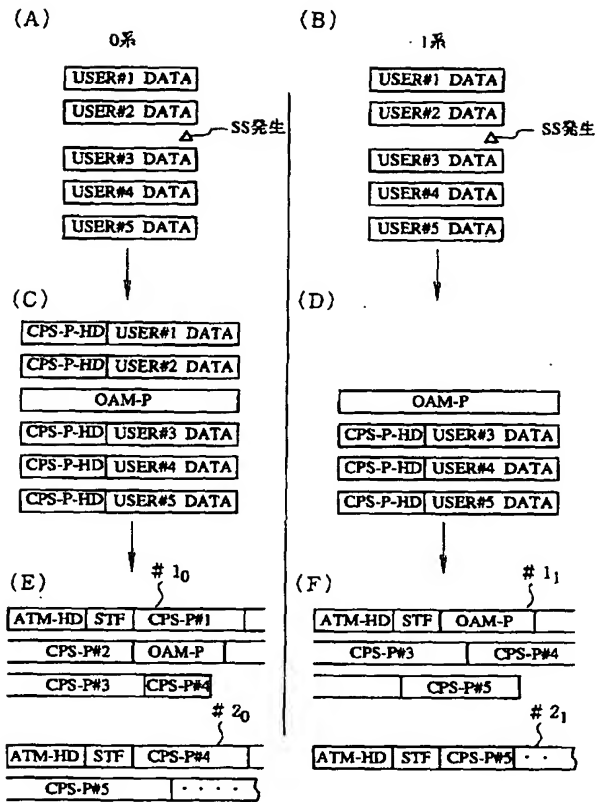 (A)
0系
USER#1 DATA
USER#2 DATA
SS発生
USER#3 DATA
USER#4 DATA
USER#5 DATA
(B)
1系
USER#1 DATA
USER#2 DATA
SS発生
USER#3 DATA
USER#4 DATA
USER#5 DATA
(C)
CPS-P-HD USER#1 DATA
CPS-P-HD USER#2 DATA
OAM-P
CPS-P-HD USER#3 DATA
CPS-P-HD USER#4 DATA
CPS-P-HD USER#5 DATA
(D)
OAM-P
CPS-P-HD USER#3 DATA
CPS-P-HD USER#4 DATA
CPS-P-HD USER#5 DATA
(E)
# 1₀
ATM-HD STF CPS-P#1
CPS-P#2 OAM-P
CPS-P#3 CPS-P#4
# 2₀
ATM-HD STF CPS-P#4
CPS-P#5 · · · ·
(F)
# 1₁
ATM-HD STF OAM-P
CPS-P#3 CPS-P#4
CPS-P#5
# 2₁
ATM-HD STF CPS-P#5 · ·